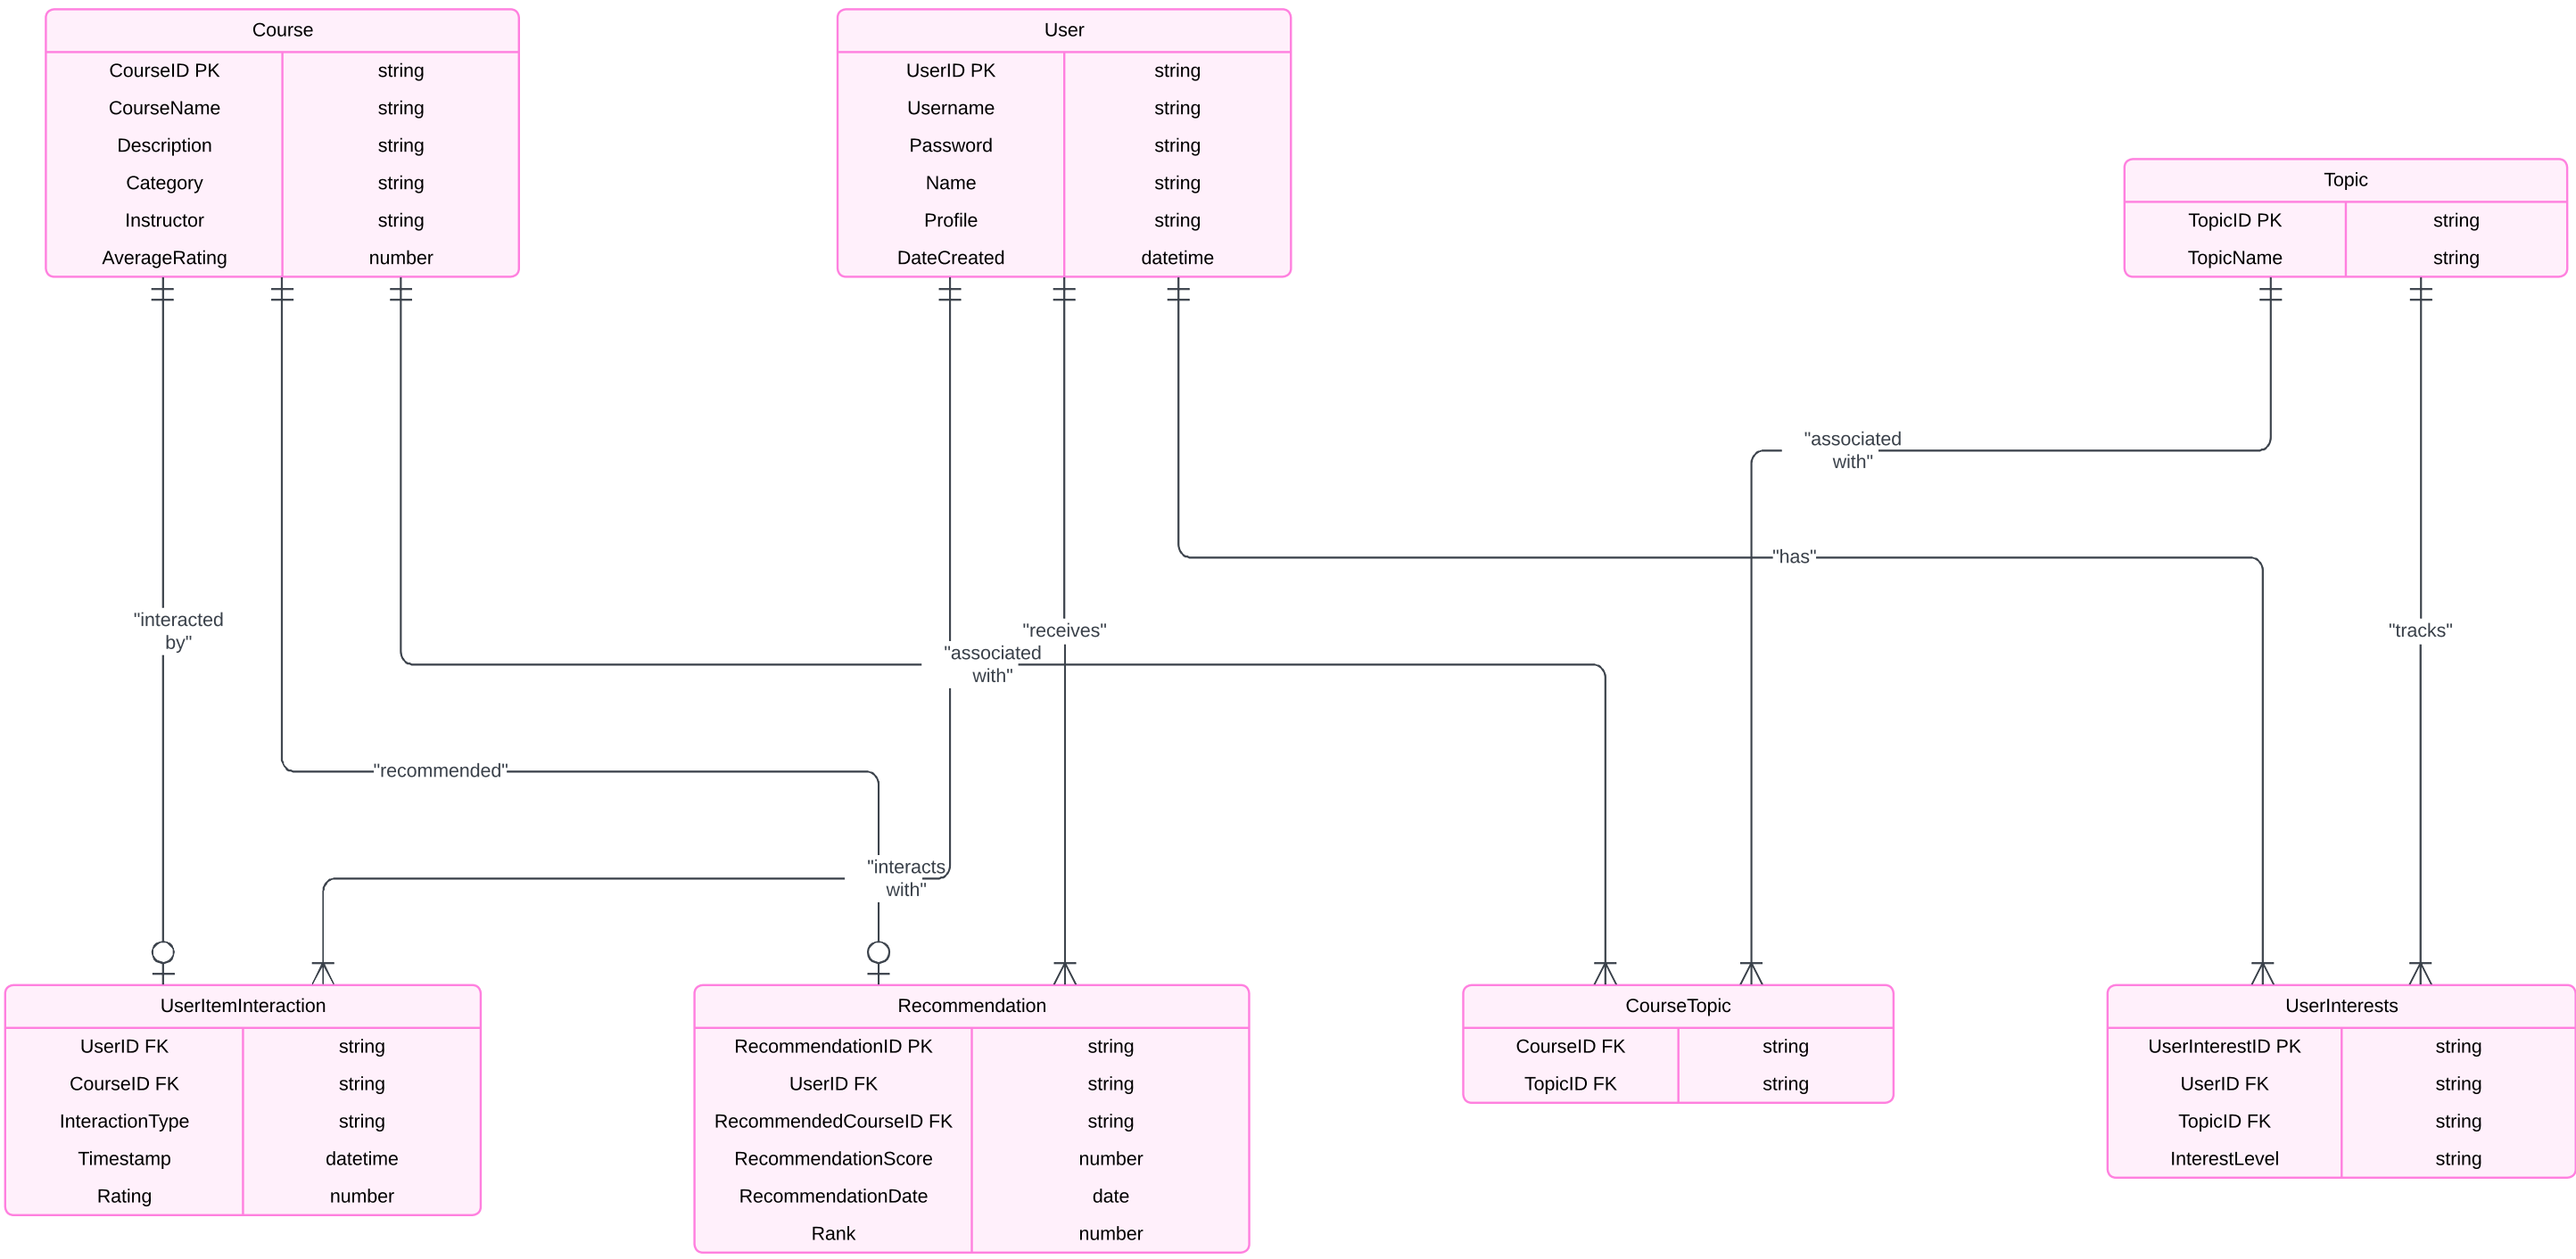 Course
CourseID PK string
CourseName string
Description string
Category string
Instructor string
AverageRating number
User
UserID PK string
Username string
Password string
Name string
Profile string
DateCreated datetime
Topic
TopicID PK string
TopicName string
"associated
with"
"has"
"interacted
by"
"receives"
"tracks"
"associated
with"
"recommended"
"interacts
with"
UserItemInteraction
UserID FK string
CourseID FK string
InteractionType string
Timestamp datetime
Rating number
Recommendation
RecommendationID PK string
UserID FK string
RecommendedCourseID FK string
RecommendationScore number
RecommendationDate date
Rank number
CourseTopic
CourseID FK string
TopicID FK string
UserInterests
UserInterestID PK string
UserID FK string
TopicID FK string
InterestLevel string